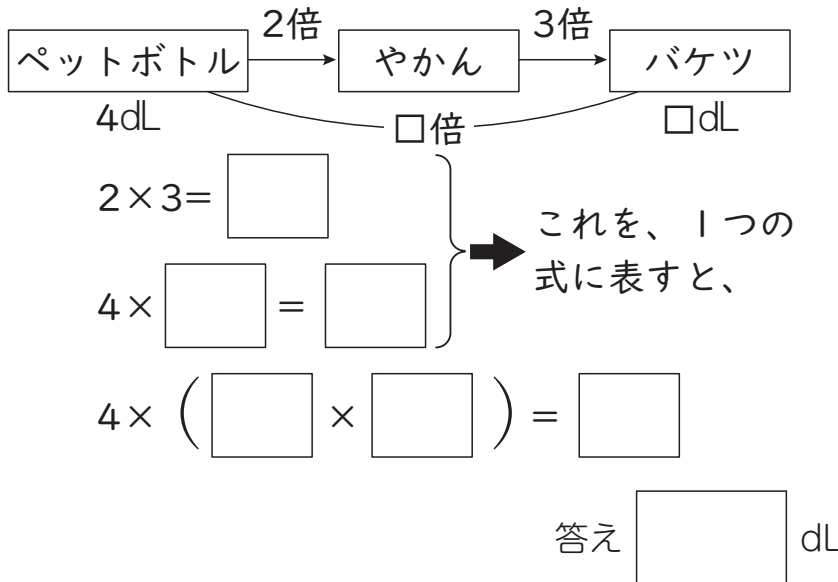 2倍 3倍
ペットボトル やかん バケツ
4dL □倍 □dL
2×3=
これを、1つの
式に表すと、
4× =
4×( × )=
答え dL